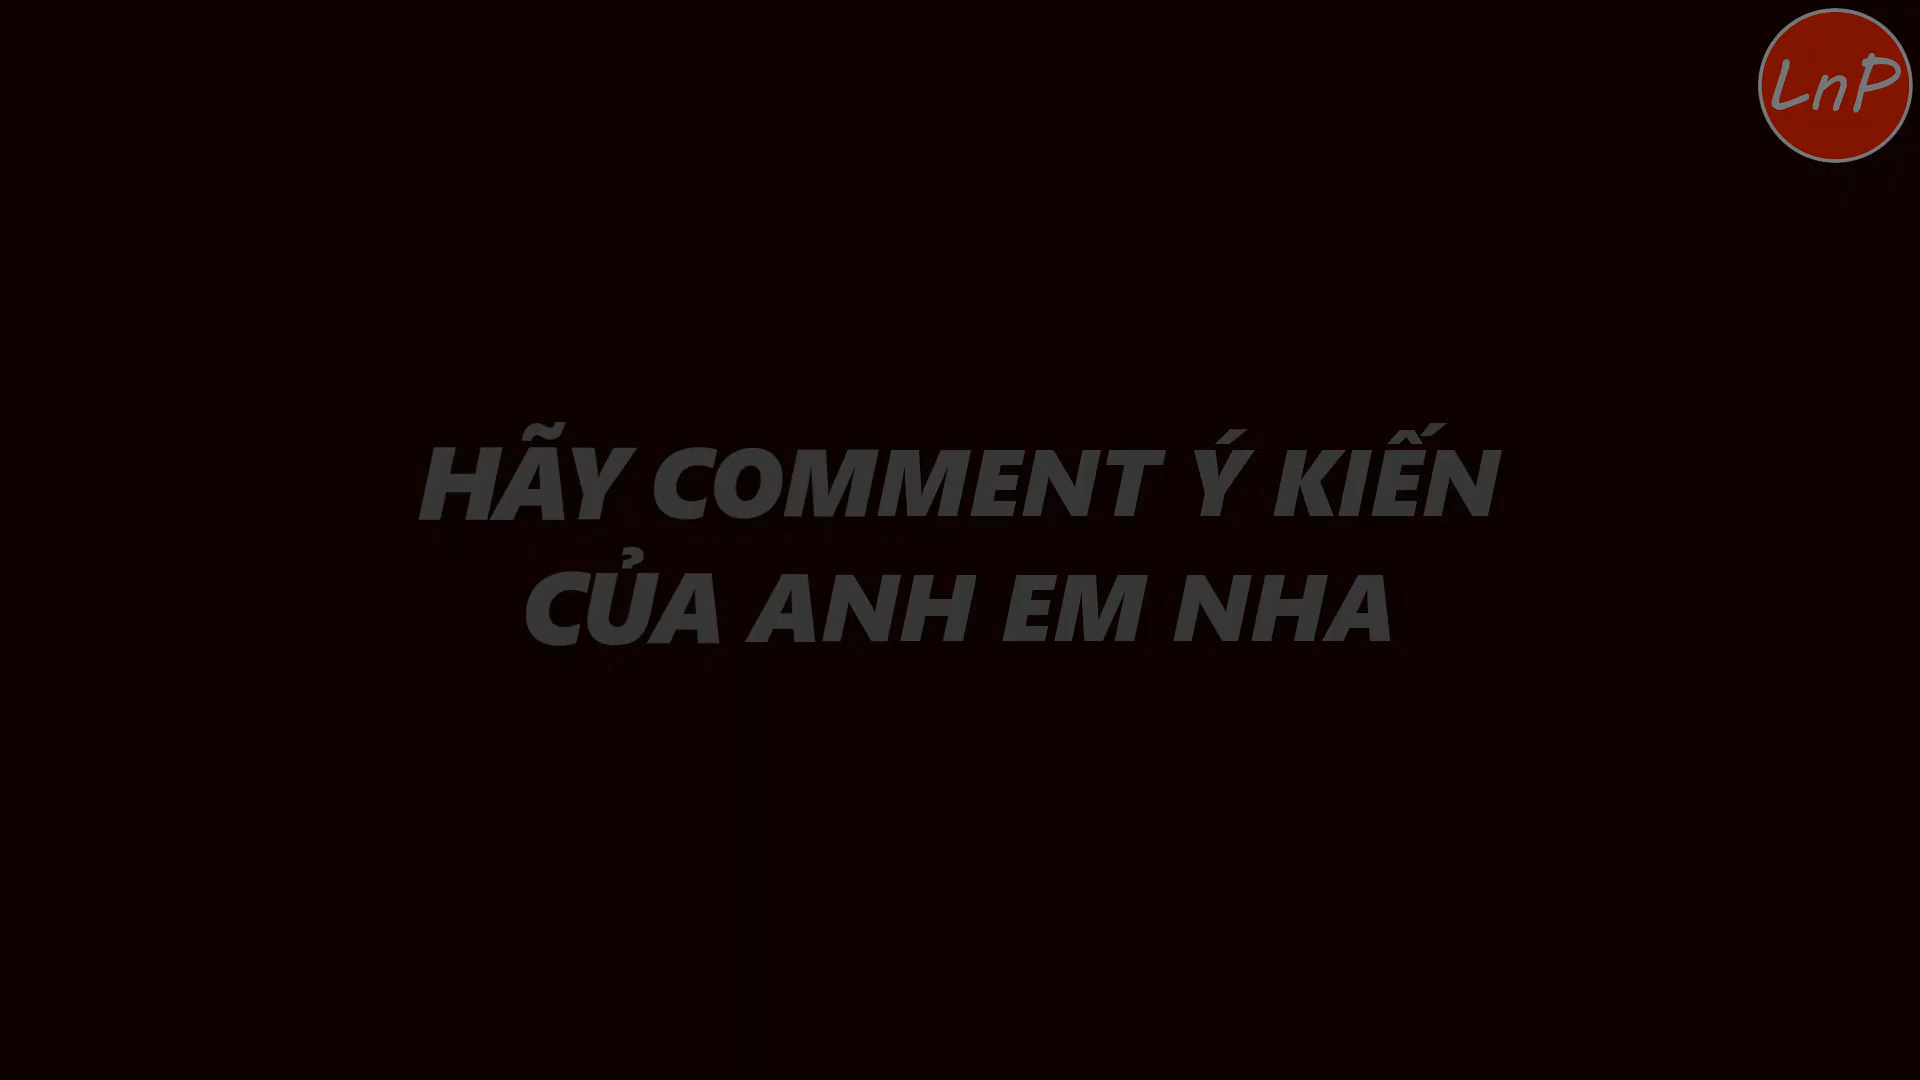 LnP
HÃY COMMENT Ý KIẾN
CỦA ANH EM NHA